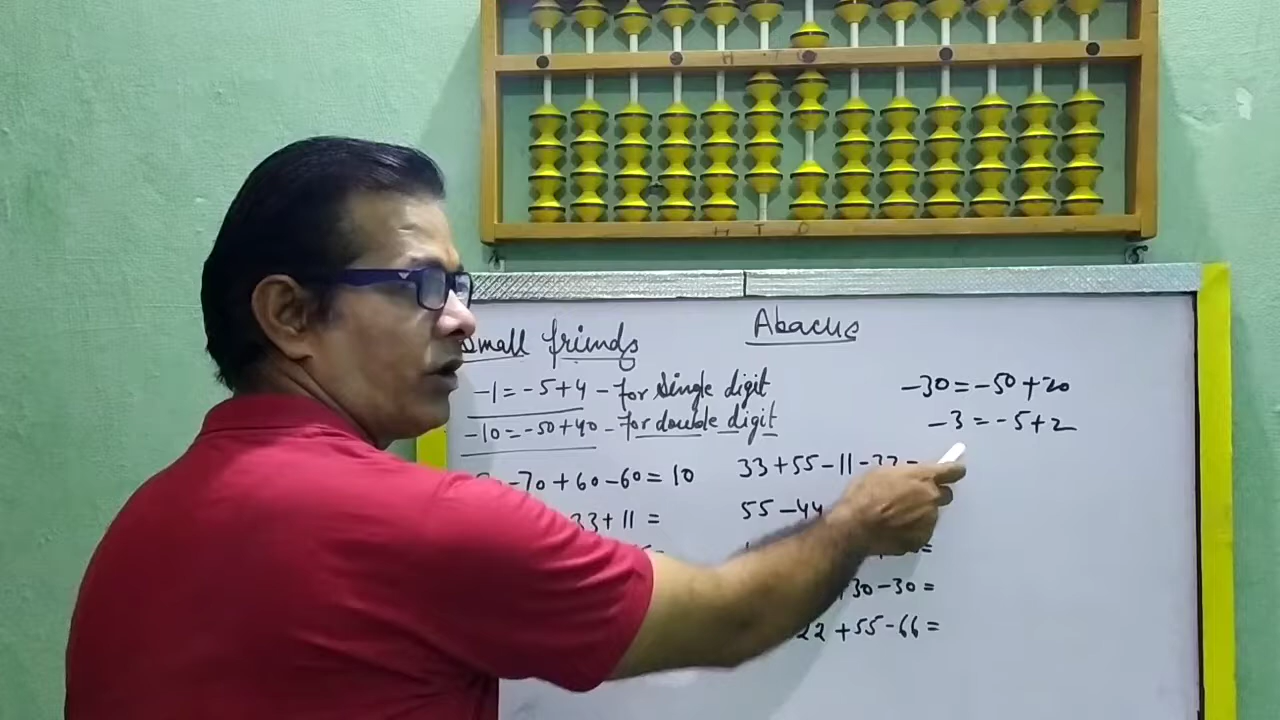 H T O
H T O
Abacus
Small friends
-1 = -5+4 - for single digit
-10 = -50+40 - for double digit
-30 = -50+20
-3 = -5+2
-70+60-60 = 10
33+55-11-33 =
33+11 =
55-44
+30-30 =
22+55-66 =